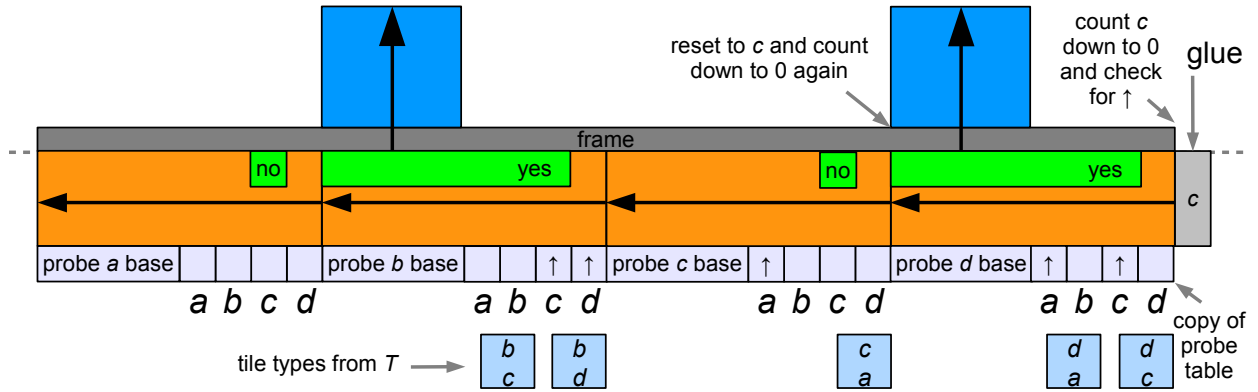 reset to c and count
down to 0 again
count c
down to 0
and check
for ↑
glue
frame
no
yes
no
yes
c
probe a base
↑
↑
probe b base
↑
probe c base
↑
↑
probe d base
a b c d
a b c d
a b c d
a b c d
copy of
probe
table
tile types from T
b
c
b
d
c
a
d
a
d
c